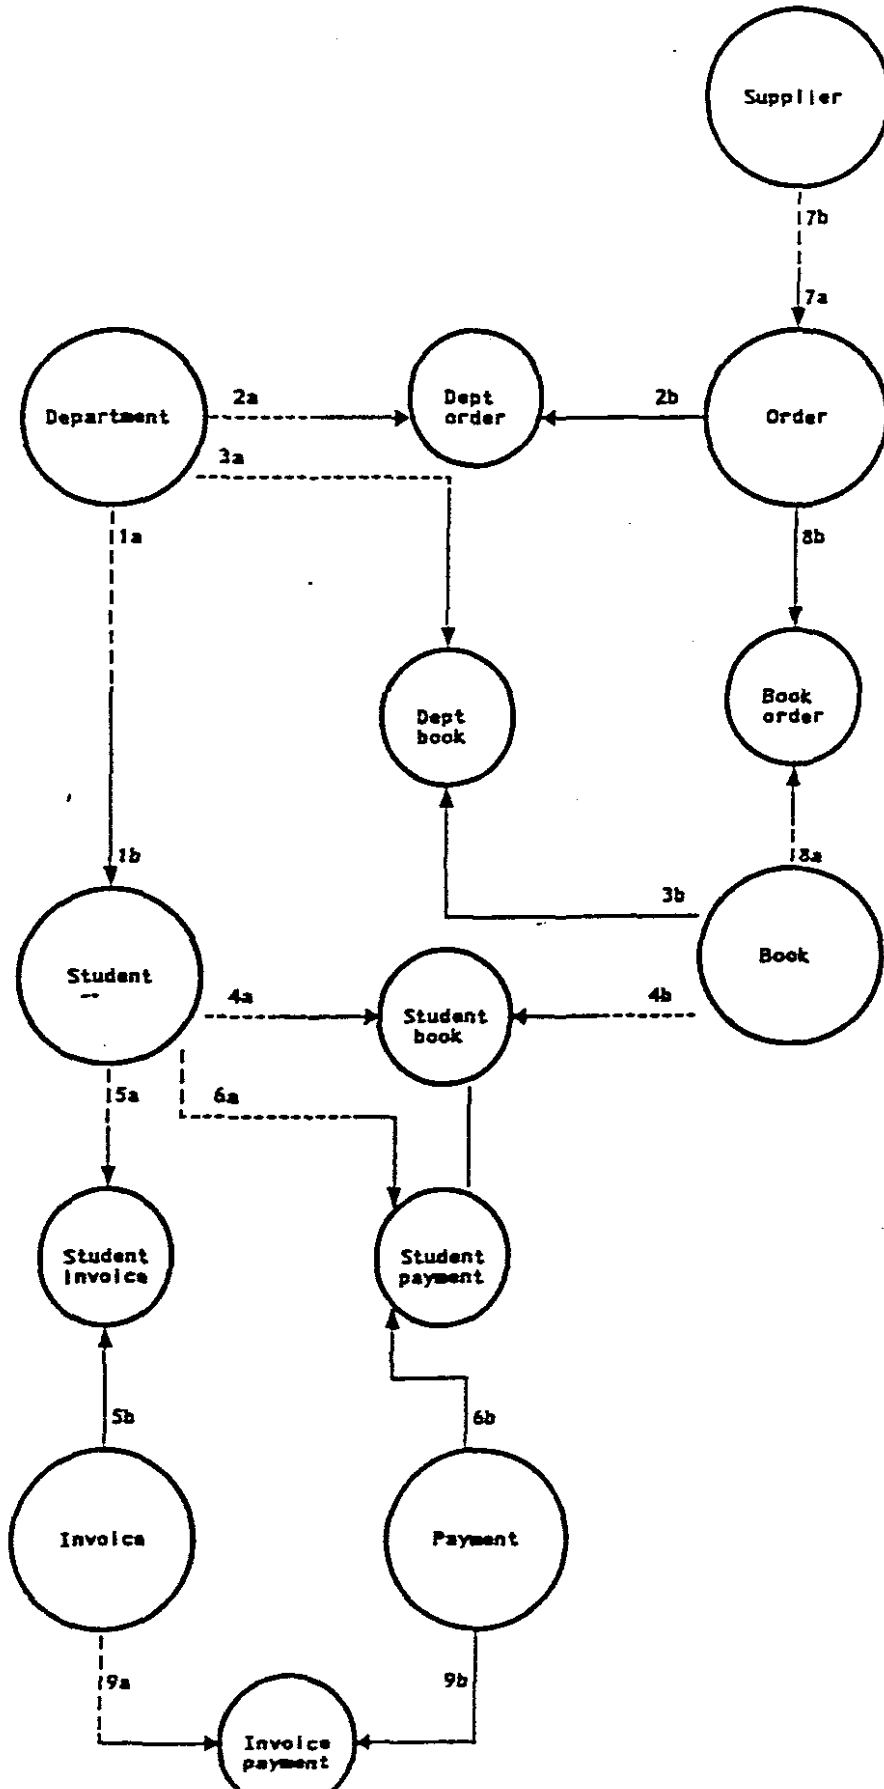 Supplier
7b
7a
Department
2a
Dept
order
2b
Order
3a
1a
8b
Dept
book
Book
order
1b
8a
3b
Student
4a
Student
book
4b
Book
5a
6a
Student
invoice
Student
payment
5b
6b
Invoice
Payment
9a
9b
Invoice
payment